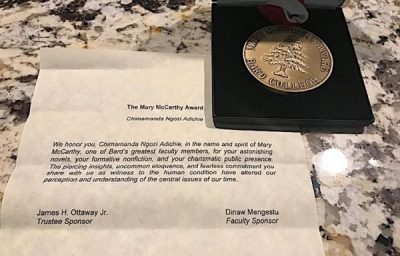 The Mary McCarthy Award
Chimamanda Ngozi Adichie
We honor you, Chimamanda Ngozi Adichie, in the name and spirit of Mary
McCarthy, one of Bard's greatest faculty members, for your astonishing
novels, your formative nonfiction, and your charismatic public presence.
The piercing insights, uncommon eloquence, and fearless commitment you
share with us as witness to the human condition have altered our
perception and understanding of the central issues of our time.
James H. Ottaway Jr.
Trustee Sponsor
Dinaw Mengestu
Faculty Sponsor
MARY MCCARTHY AWARD
BARD COLLEGE